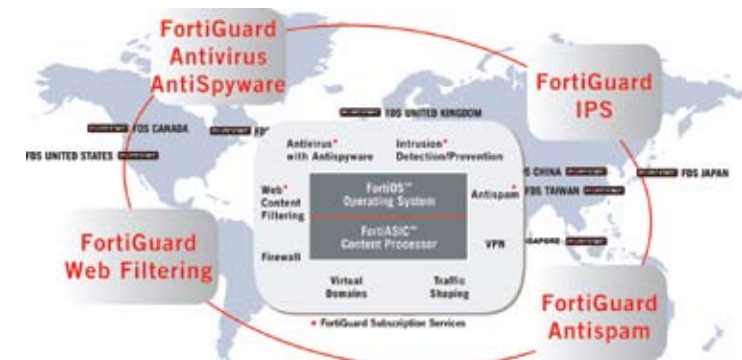 FortiGuard
Antivirus
AntiSpyware
FortiGuard
IPS
FDS UNITED KINGDOM
FDS CANADA
FDS UNITED STATES
Antivirus*
with Antispyware
Intrusion*
Detection/Prevention
CHINA
FDS JAPAN
FDS TAIWAN
Web*
Content
Filtering
FortiOS™
Operating System
Antispam*
FortiASIC™
Content Processor
Firewall
VPN
FortiGuard
Web Filtering
Virtual
Domains
Traffic
Shaping
FortiGuard
Antispam
* FortiGuard Subscription Services